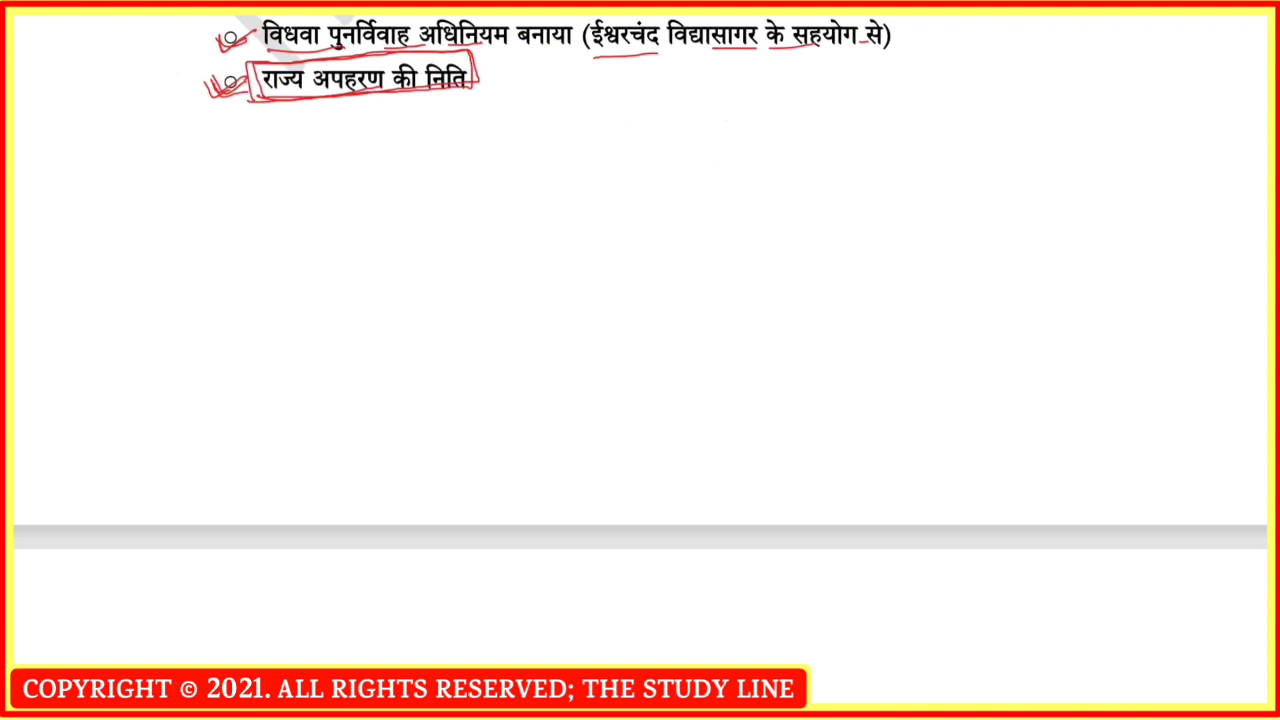 विधवा पुनर्विवाह अधिनियम बनाया (ईश्वरचंद विद्यासागर के सहयोग से)
राज्य अपहरण की निति
COPYRIGHT © 2021. ALL RIGHTS RESERVED; THE STUDY LINE